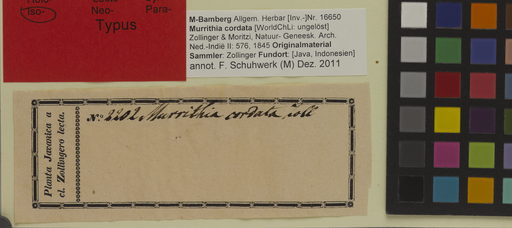 Iso-
Neo-
Para-
Typus
M-Bamberg Allgem. Herbar [Inv.-]Nr. 16650
Murrithia cordata [WorldChLi: ungelöst]
Zollinger & Moritzi, Natuur- Geneesk. Arch.
Ned.-Indië II: 576, 1845 Originalmaterial
Sammler: Zollinger Fundort: [Java, Indonesien]
annot. F. Schuhwerk (M) Dez. 2011
Planta Javanica a
cl. Zollingero lecta.
No. 2202 Murrithia cordata, Zoll